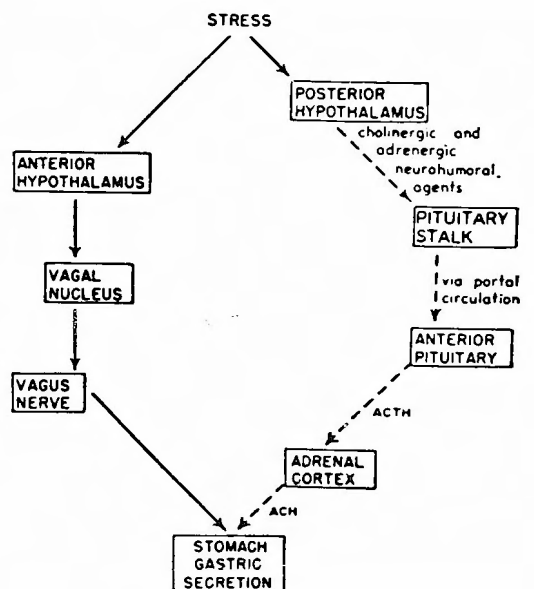 STRESS
POSTERIOR
HYPOTHALAMUS
cholinergic and
adrenergic
neurohumoral
agents
ANTERIOR
HYPOTHALAMUS
PITUITARY
STALK
VAGAL
NUCLEUS
via portal
circulation
ANTERIOR
PITUITARY
VAGUS
NERVE
ACTH
ADRENAL
CORTEX
ACH
STOMACH
GASTRIC
SECRETION